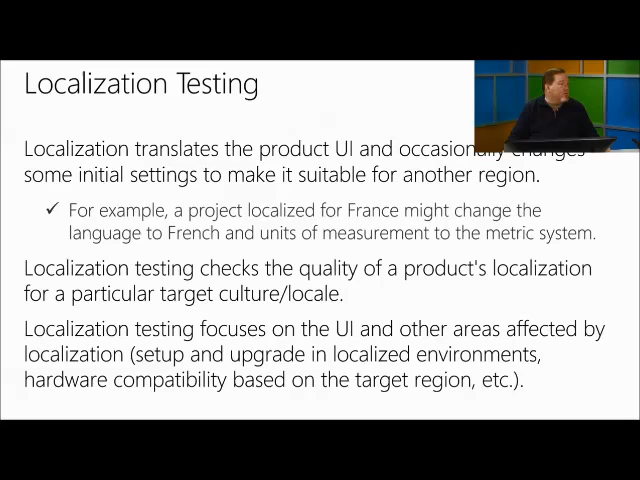 Localization Testing
Localization translates the product UI and occasionally changes
some initial settings to make it suitable for another region.
✓ For example, a project localized for France might change the
language to French and units of measurement to the metric system.
Localization testing checks the quality of a product's localization
for a particular target culture/locale.
Localization testing focuses on the UI and other areas affected by
localization (setup and upgrade in localized environments,
hardware compatibility based on the target region, etc.).